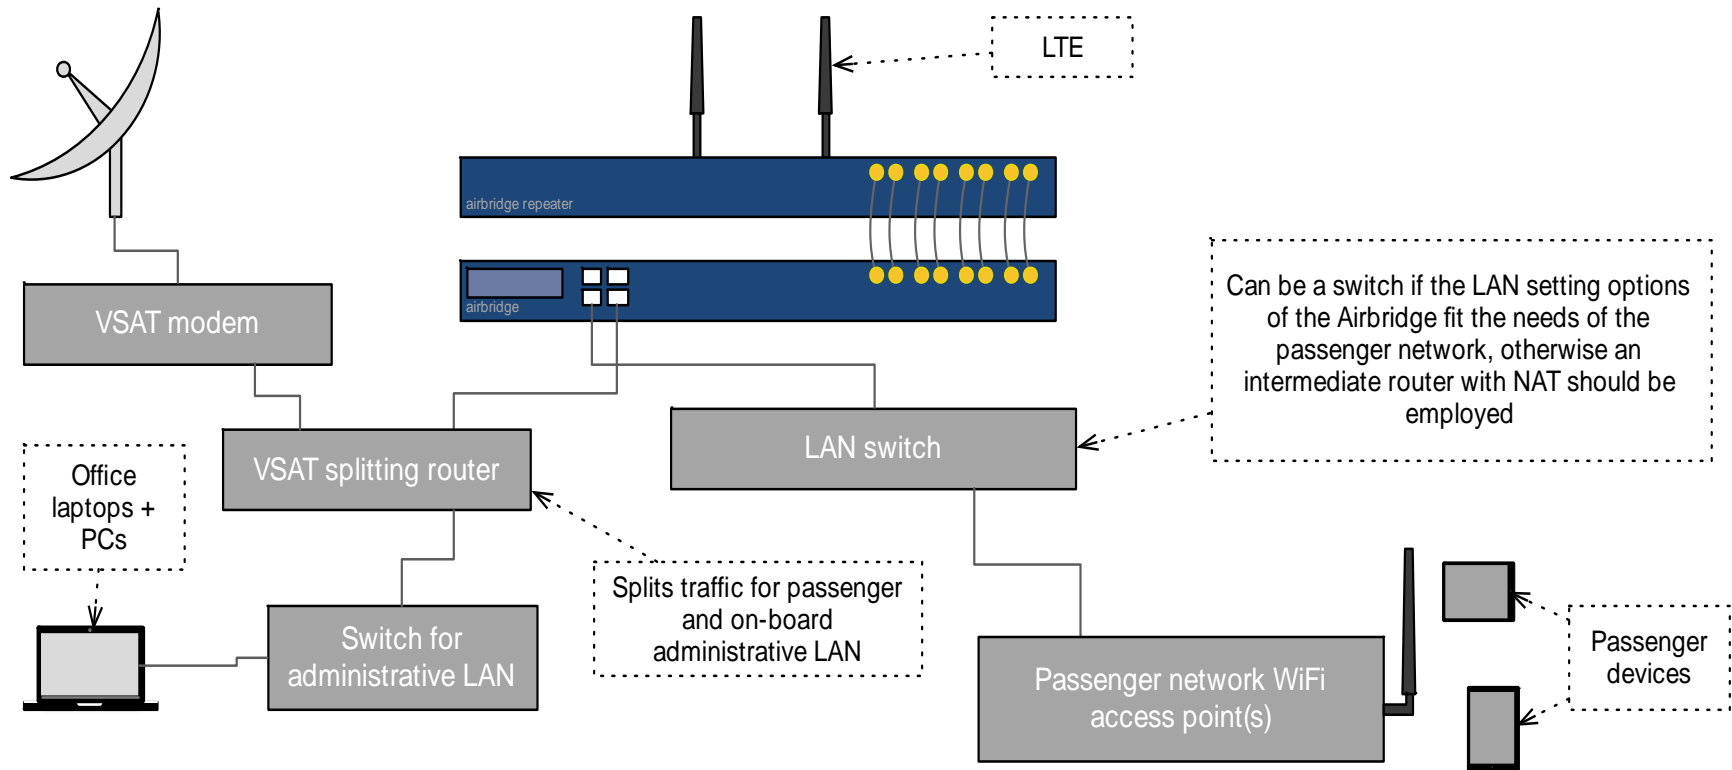 LTE
airbridge repeater
airbridge
VSAT modem
Can be a switch if the LAN setting options
of the Airbridge fit the needs of the
passenger network, otherwise an
intermediate router with NAT should be
employed
VSAT splitting router
LAN switch
Office
laptops +
PCs
Splits traffic for passenger
and on-board
administrative LAN
Switch for
administrative LAN
Passenger network WiFi
access point(s)
Passenger
devices